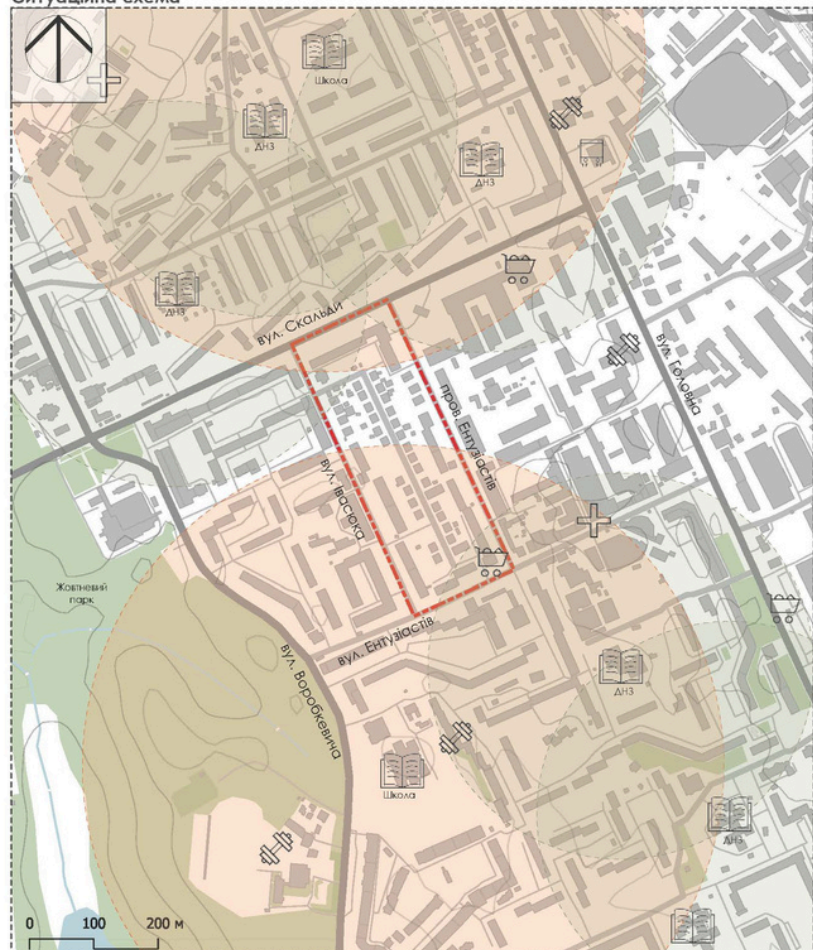 Ситуаційна схема
Школа
ДНЗ
ДНЗ
ДНЗ
вул. Скальди
вул. Головна
пров. Ентузіастів
вул. Івасюка
Жовтневий
парк
вул. Ентузіастів
вул. Воробкевича
ДНЗ
Школа
ДНЗ
0 100 200 м